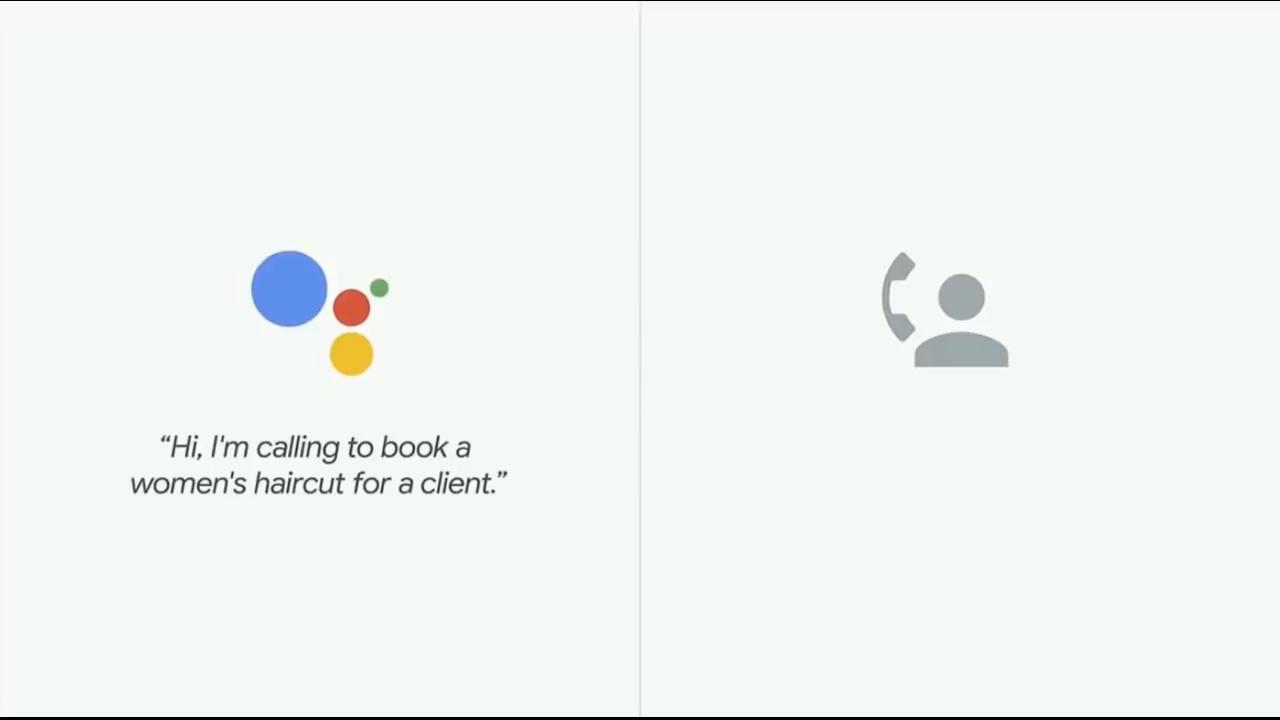 “Hi, I'm calling to book a
women's haircut for a client.”